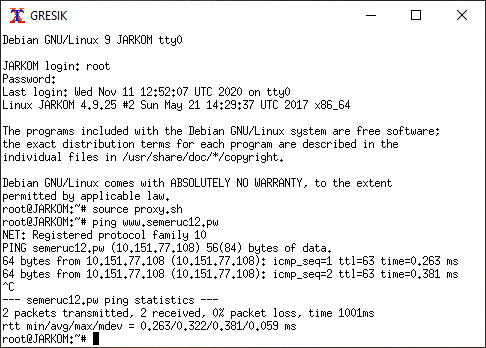 GRESIK
Debian GNU/Linux 9 JARKOM tty0
JARKOM login: root
Password:
Last login: Wed Nov 11 12:52:07 UTC 2020 on tty0
Linux JARKOM 4.9.25 #2 Sun May 21 14:29:37 UTC 2017 x86_64
The programs included with the Debian GNU/Linux system are free software;
the exact distribution terms for each program are described in the
individual files in /usr/share/doc/*/copyright.
Debian GNU/Linux comes with ABSOLUTELY NO WARRANTY, to the extent
permitted by applicable law.
root@JARKOM:~# source proxy.sh
root@JARKOM:~# ping www.semeruc12.pw
NET: Registered protocol family 10
PING semeruc12.pw (10.151.77.108) 56(84) bytes of data.
64 bytes from 10.151.77.108 (10.151.77.108): icmp_seq=1 ttl=63 time=0.263 ms
64 bytes from 10.151.77.108 (10.151.77.108): icmp_seq=2 ttl=63 time=0.381 ms
^C
--- semeruc12.pw ping statistics ---
2 packets transmitted, 2 received, 0% packet loss, time 1001ms
rtt min/avg/max/mdev = 0.263/0.322/0.381/0.059 ms
root@JARKOM:~#